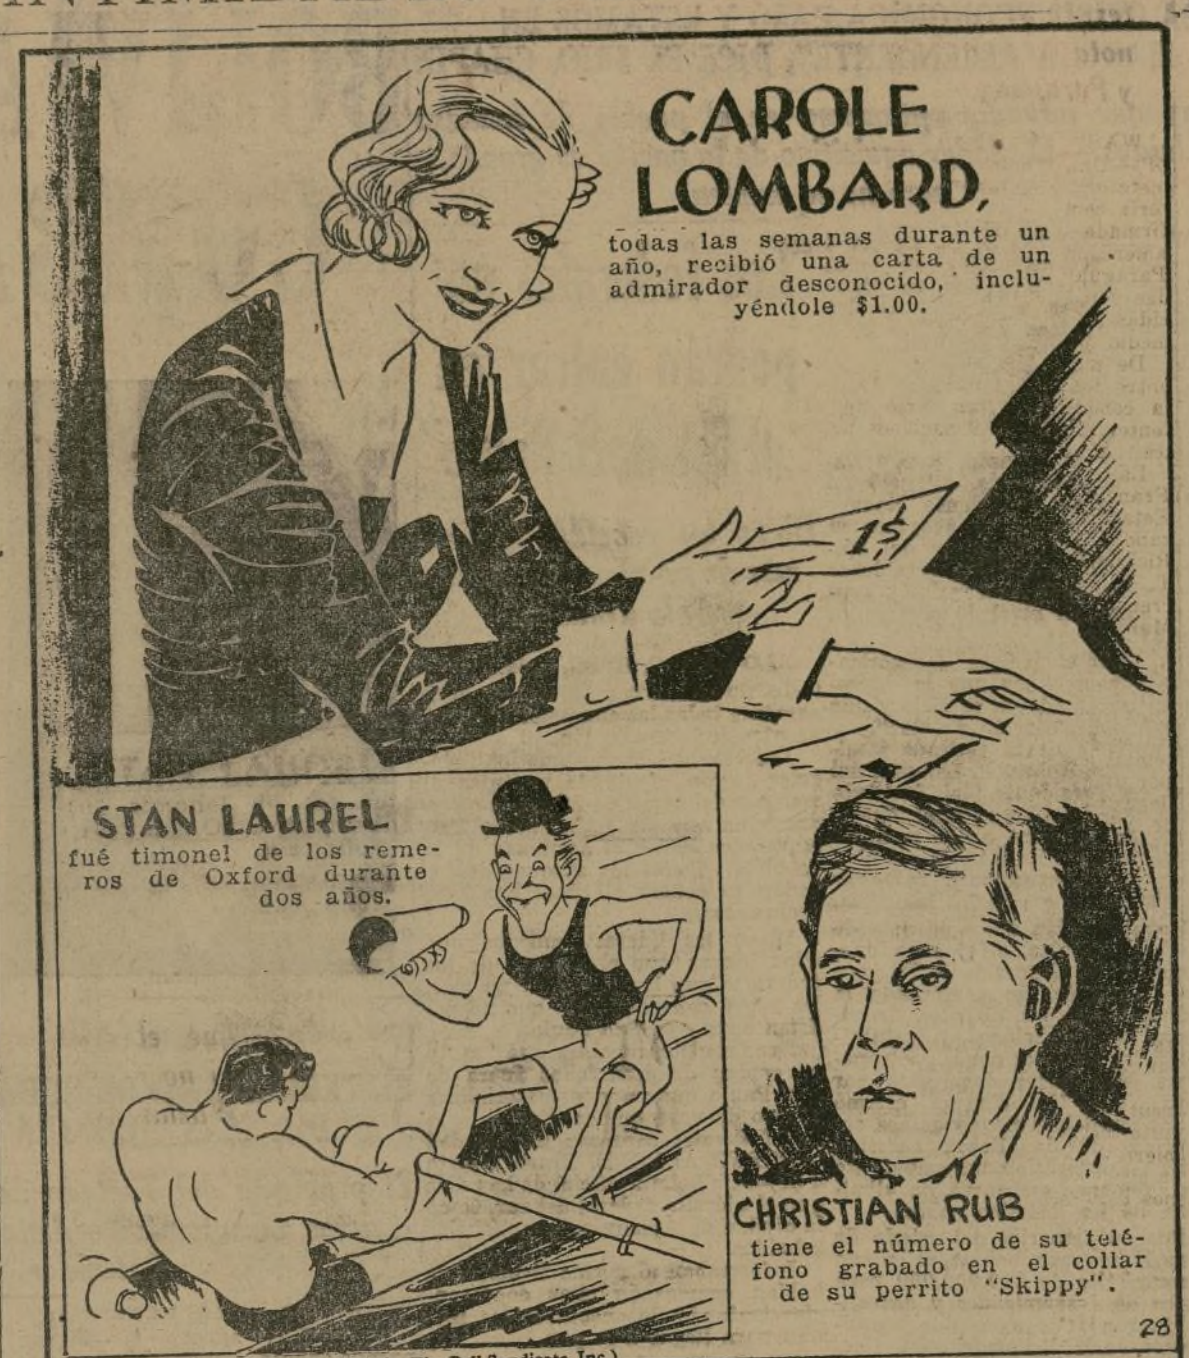 CAROLE
LOMBARD,
todas las semanas durante un
año, recibió una carta de un
admirador desconocido, inclu-
yéndole $1.00.
1$
STAN LAUREL
fué timonel de los reme-
ros de Oxford durante
dos años.
CHRISTIAN RUB
tiene el número de su telé-
fono grabado en el collar
de su perrito "Skippy".
28
Inc.)